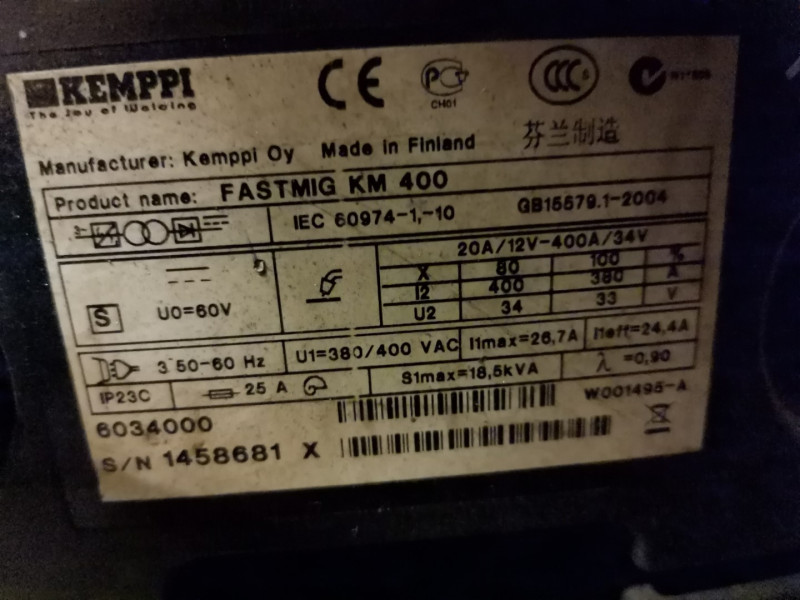 KEMPPI
The Joy of Welding
CE
PG
CH01
CCC S
Manufacturer: Kemppi Oy Made in Finland 芬兰制造
Product name: FASTMIG KM 400
IEC 60974-1,-10 GB15579.1-2004
20A/12V-400A/34V
X 80 100 %
I2 400 380 A
U2 34 33 V
S U0=60V
3~50-60 Hz U1=380/400 VAC I1max=26,7A I1eff=24,4A
S1max=18,5kVA λ=0,90
IP23C 25 A
W001495-A
6034000
S/N 1458681 X